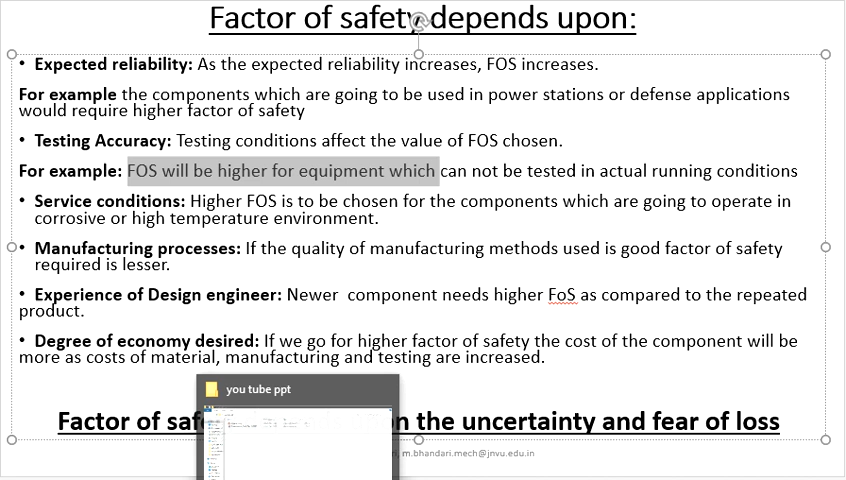 Factor of safety depends upon:
• Expected reliability: As the expected reliability increases, FOS increases.
For example the components which are going to be used in power stations or defense applications
would require higher factor of safety
• Testing Accuracy: Testing conditions affect the value of FOS chosen.
For example: FOS will be higher for equipment which can not be tested in actual running conditions
• Service conditions: Higher FOS is to be chosen for the components which are going to operate in
corrosive or high temperature environment.
• Manufacturing processes: If the quality of manufacturing methods used is good factor of safety
required is lesser.
• Experience of Design engineer: Newer component needs higher FoS as compared to the repeated
product.
• Degree of economy desired: If we go for higher factor of safety the cost of the component will be
more as costs of material, manufacturing and testing are increased.
you tube ppt
Factor of the uncertainty and fear of loss
m.bhandari.mech@jnvu.edu.in